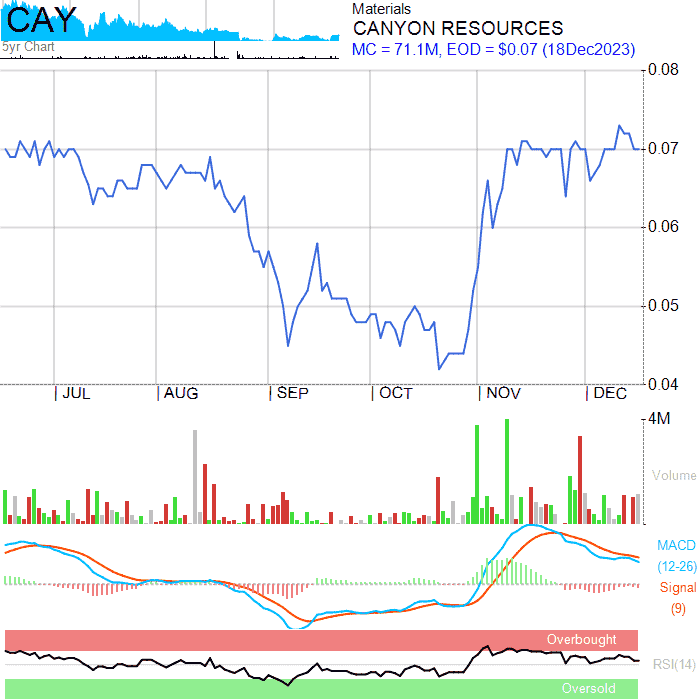 CAY
5yr Chart
Materials
CANYON RESOURCES
MC = 71.1M, EOD = $0.07 (18Dec2023)
0.08
0.07
0.06
0.05
0.04
JUL AUG SEP OCT NOV DEC
4M
Volume
MACD
(12-26)
Signal
(9)
Overbought
RSI(14)
Oversold